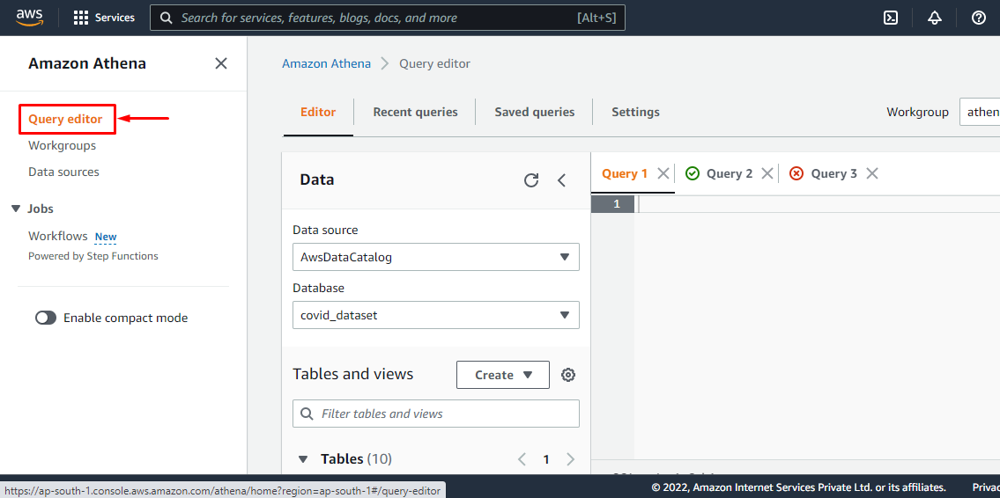 aws
Services
Search for services, features, blogs, docs, and more
[Alt+S]
Amazon Athena
Query editor
Workgroups
Data sources
Jobs
Workflows New
Powered by Step Functions
Enable compact mode
Amazon Athena
Query editor
Editor
Recent queries
Saved queries
Settings
Workgroup
athen
Data
Data source
AwsDataCatalog
Database
covid_dataset
Tables and views
Create
Filter tables and views
Tables (10)
1
Query 1
Query 2
Query 3
1
https://ap-south-1.console.aws.amazon.com/athena/home?region=ap-south-1#/query-editor
© 2022, Amazon Internet Services Private Ltd. or its affiliates.
Privac